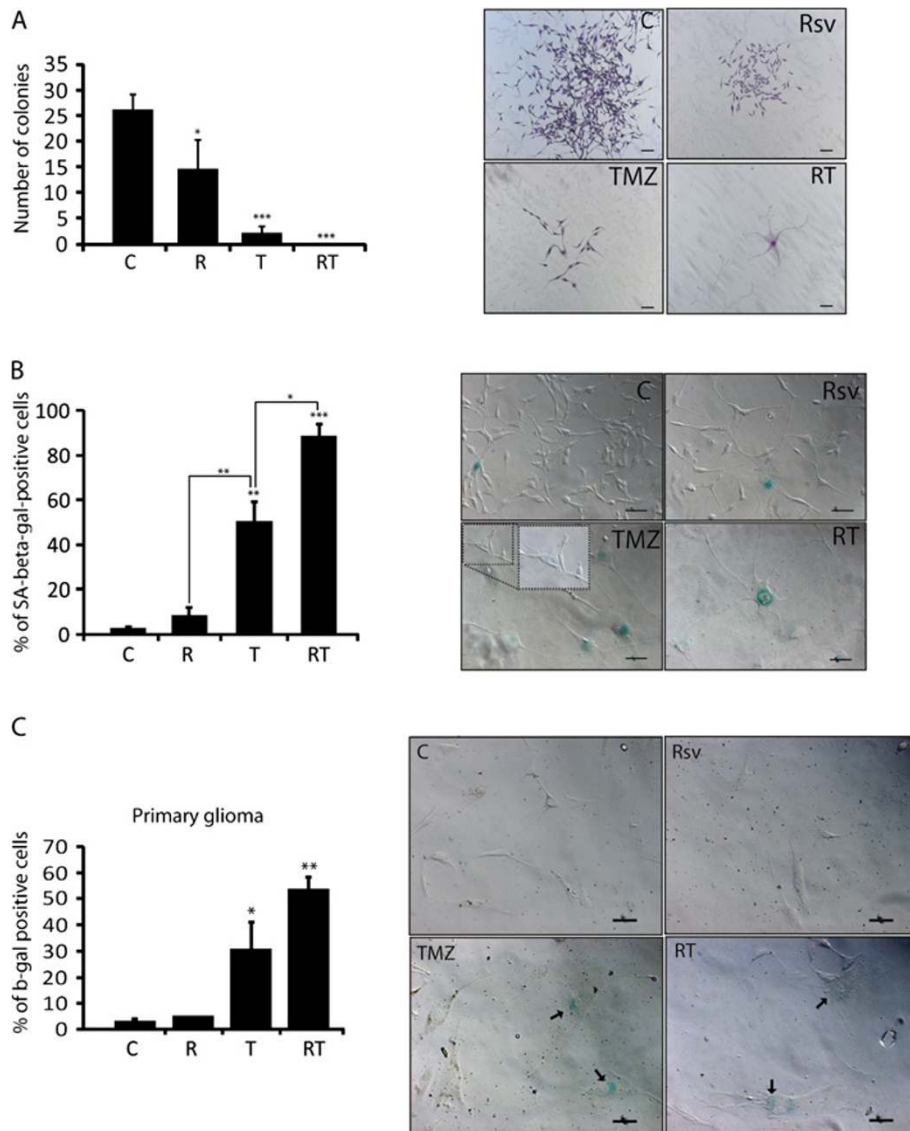 A
Number of colonies
35
30
25
20
15
10
5
0
*
***
***
C R T RT
C
Rsv
TMZ
RT
B
% of SA-beta-gal-positive cells
100
80
60
40
20
0
*
***
**
**
C R T RT
C
Rsv
TMZ
RT
C
Primary glioma
% of b-gal positive cells
70
60
50
40
30
20
10
0
*
**
C R T RT
C
Rsv
TMZ
RT